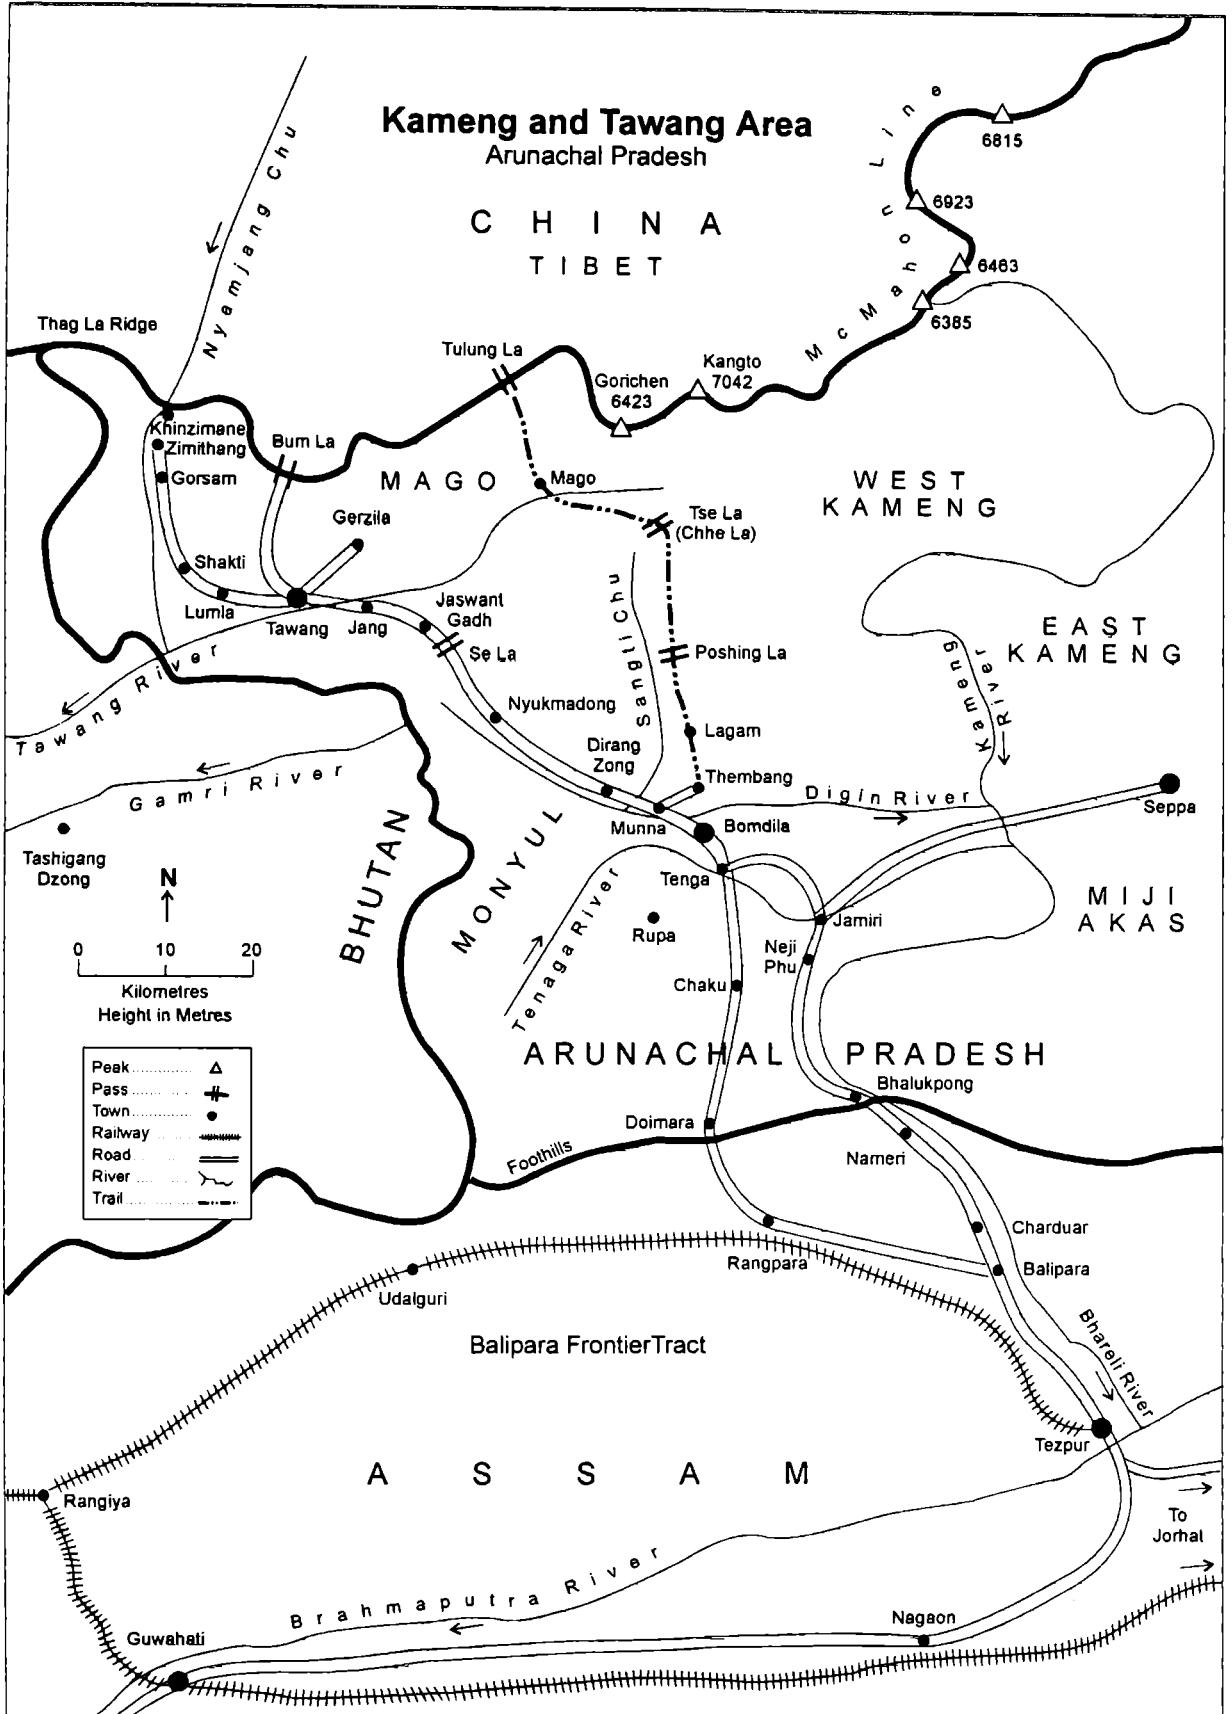 Kameng and Tawang Area
Arunachal Pradesh
CHINA
TIBET
McMahon Line
6815
6923
6463
6385
Nyamjang Chu
Thag La Ridge
Tulung La
Kangto
7042
Gorichen
6423
Khinzimane
Zimithang
Bum La
Gorsam
MAGO
Mago
WEST
KAMENG
Tse La
(Chhe La)
Gerzila
Shakti
Lumla
Tawang
Jang
Jaswant
Gadh
Se La
Sangti Chu
Poshing La
EAST
KAMENG
Kameng River
Tawang River
Nyukmadong
Lagam
Dirang
Zong
Thembang
Gamri River
Digin River
Seppa
Munna
Bomdila
Tashigang
Dzong
BHUTAN
MONYUL
Tenga
MIJI
AKAS
N
Rupa
Jamiri
Tenaga River
Neji
Phu
0 10 20
Kilometres
Height in Metres
Chaku
ARUNACHAL PRADESH
Peak
Pass
Town
Railway
Road
River
Trail
Bhalukpong
Doimara
Foothills
Nameri
Charduar
Rangpara
Balipara
Udalguri
Balipara FrontierTract
Bhareli River
Tezpur
ASSAM
Rangiya
To
Jorhat
Brahmaputra River
Nagaon
Guwahati